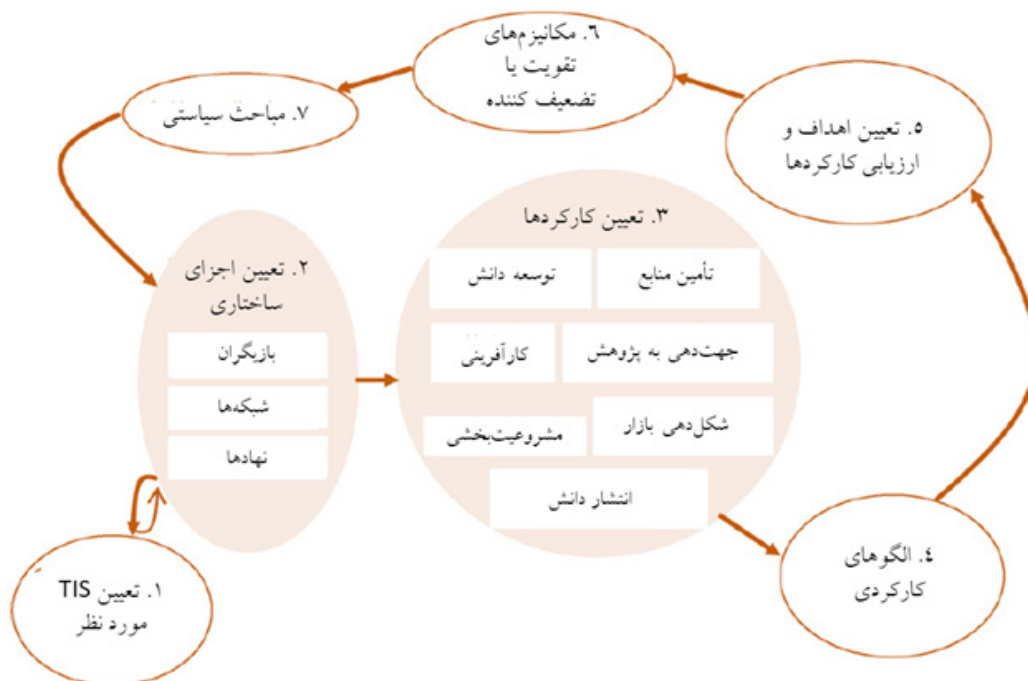 ۱. تعیین TIS
مورد نظر
۲. تعیین اجزای
ساختاری
بازیگران
شبکه‌ها
نهادها
۳. تعیین کارکردها
تأمین منابع
توسعه دانش
جهت‌دهی به پژوهش
کارآفرینی
شکل‌دهی بازار
مشروعیت‌بخشی
انتشار دانش
۴. الگوهای
کارکردی
۵. تعیین اهداف و
ارزیابی کارکردها
۶. مکانیزم‌های
تقویت یا
تضعیف کننده
۷. مباحث سیاستی